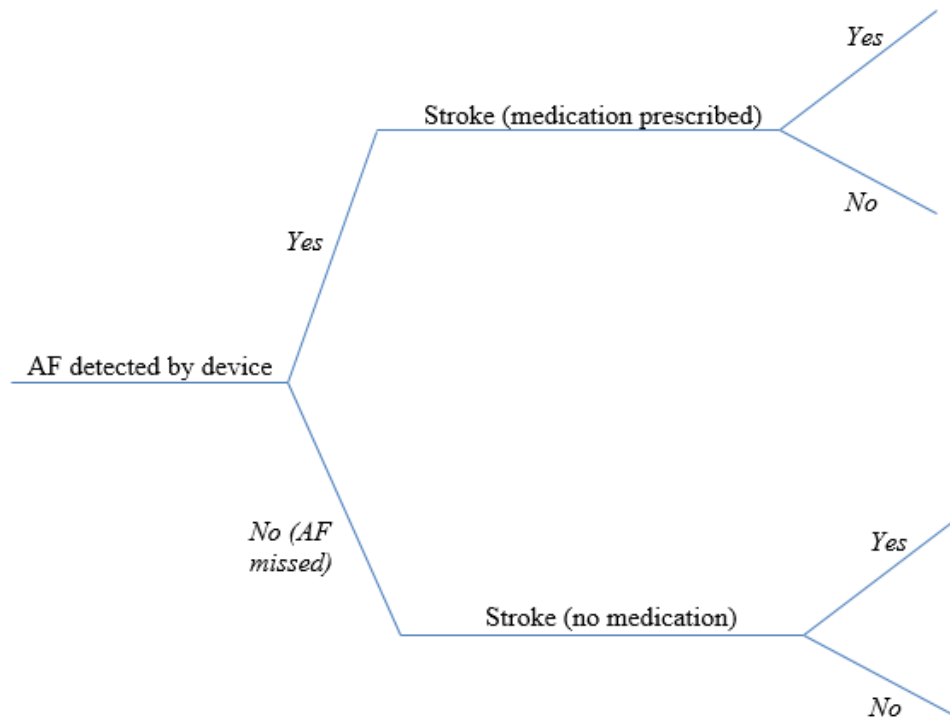 Yes
Stroke (medication prescribed)
No
Yes
AF detected by device
No (AF
missed)
Yes
Stroke (no medication)
No